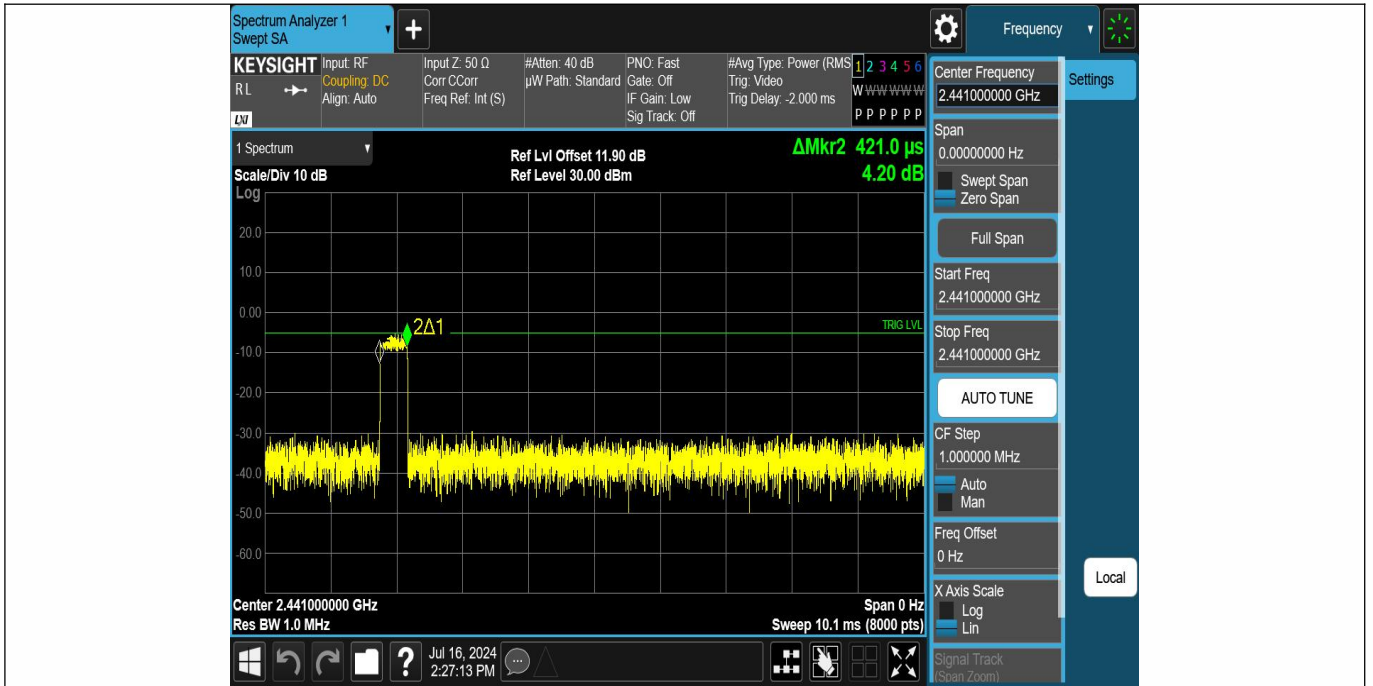 Spectrum Analyzer 1
Swept SA
+
Frequency
KEYSIGHT
RL
LXI
Input: RF
Coupling: DC
Align: Auto
Input Z: 50 Ω
Corr CCorr
Freq Ref: Int (S)
#Atten: 40 dB
µW Path: Standard
PNO: Fast
Gate: Off
IF Gain: Low
Sig Track: Off
#Avg Type: Power (RMS
Trig: Video
Trig Delay: -2.000 ms
1 2 3 4 5 6
W W W W W W
P P P P P P
1 Spectrum
Scale/Div 10 dB
Log
Ref Lvl Offset 11.90 dB
Ref Level 30.00 dBm
ΔMkr2 421.0 µs
4.20 dB
20.0
10.0
0.00
-10.0
-20.0
-30.0
-40.0
-50.0
-60.0
2Δ1
TRIG LVL
Center 2.441000000 GHz
Res BW 1.0 MHz
Span 0 Hz
Sweep 10.1 ms (8000 pts)
?
Jul 16, 2024
2:27:13 PM
Center Frequency
2.441000000 GHz
Span
0.00000000 Hz
Swept Span
Zero Span
Full Span
Start Freq
2.441000000 GHz
Stop Freq
2.441000000 GHz
AUTO TUNE
CF Step
1.000000 MHz
Auto
Man
Freq Offset
0 Hz
X Axis Scale
Log
Lin
Signal Track
(Span Zoom)
Settings
Local